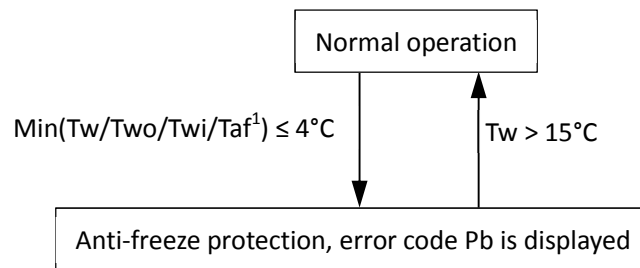 Normal operation
Min(Tw/Two/Twi/Taf¹) ≤ 4°C
Tw > 15°C
Anti-freeze protection, error code Pb is displayed